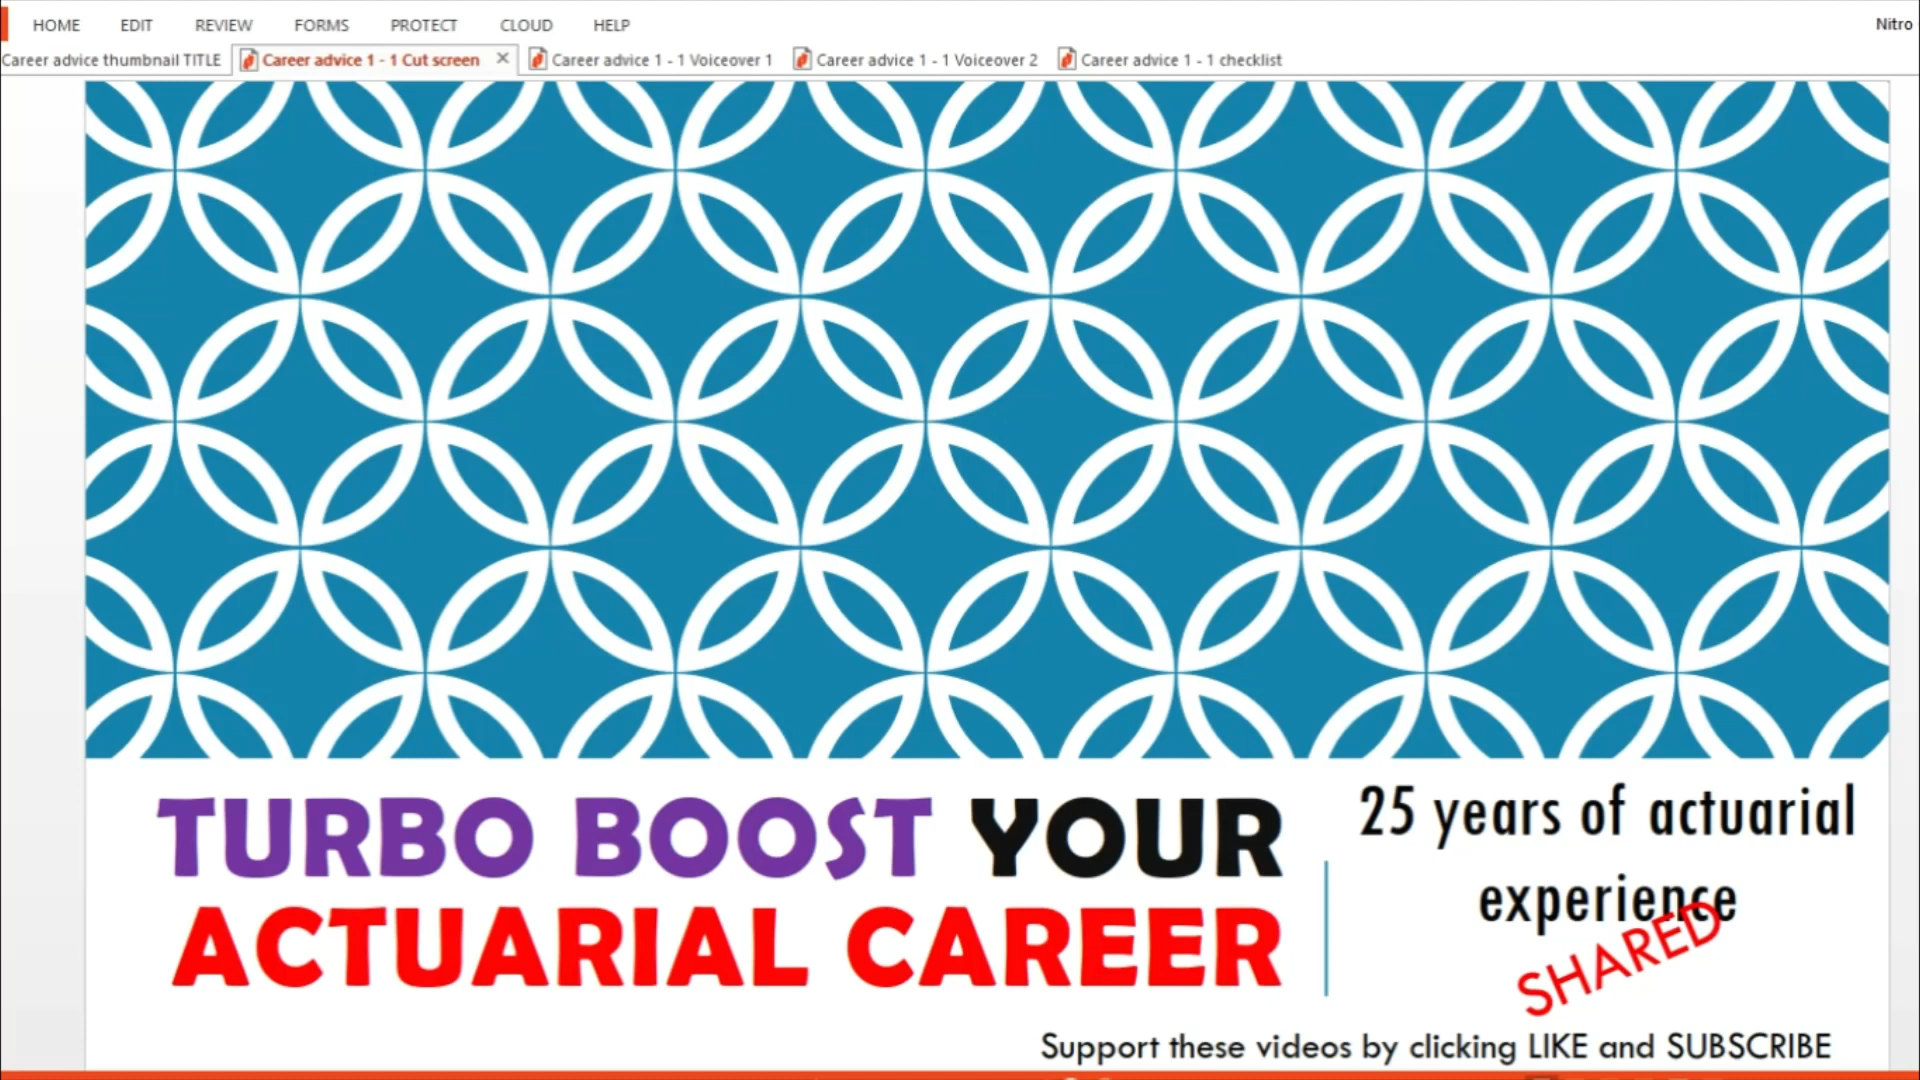 HOME EDIT REVIEW FORMS PROTECT CLOUD HELP Nitro
Career advice thumbnail TITLE Career advice 1 - 1 Cut screen Career advice 1 - 1 Voiceover 1 Career advice 1 - 1 Voiceover 2 Career advice 1 - 1 checklist
TURBO BOOST YOUR
ACTUARIAL CAREER
25 years of actuarial
experience
SHARED
Support these videos by clicking LIKE and SUBSCRIBE